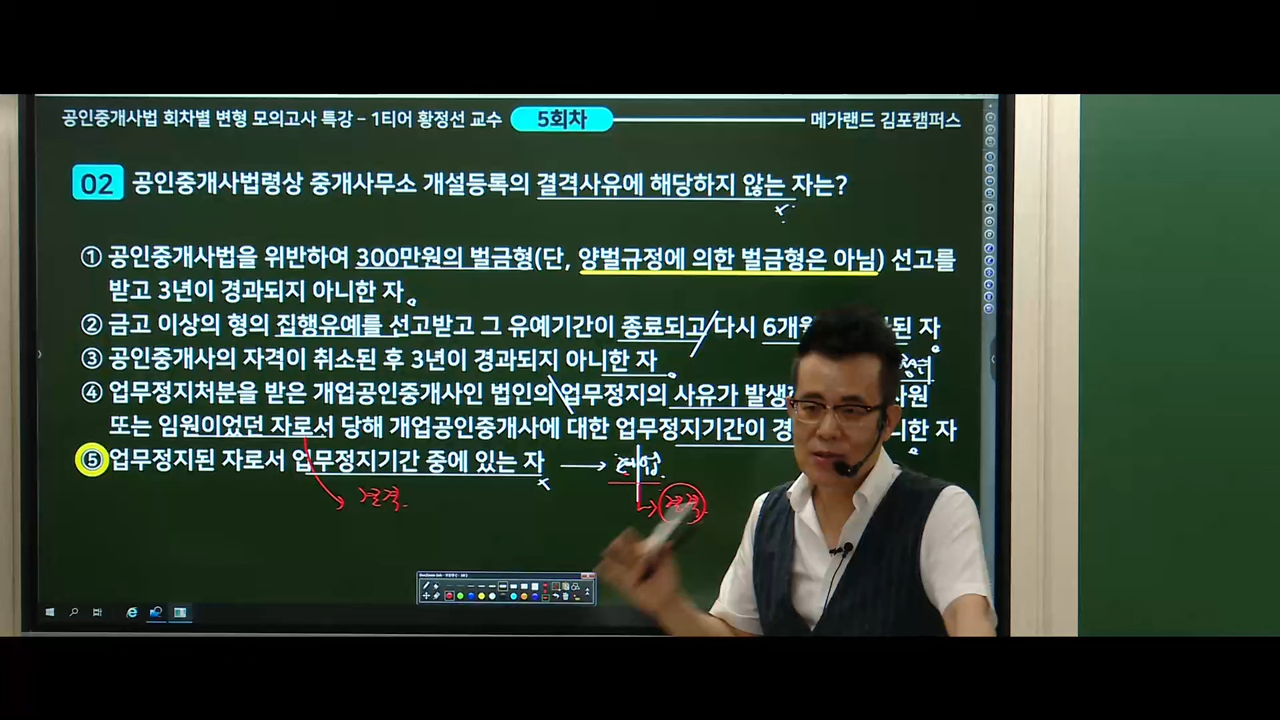 공인중개사법 회차별 변형 모의고사 특강 – 1티어 황정선 교수 5회차 메가랜드 김포캠퍼스
02 공인중개사법령상 중개사무소 개설등록의 결격사유에 해당하지 않는 자는?
① 공인중개사법을 위반하여 300만원의 벌금형(단, 양벌규정에 의한 벌금형은 아님) 선고를
받고 3년이 경과되지 아니한 자
② 금고 이상의 형의 집행유예를 선고받고 그 유예기간이 종료되고 다시 6개월 된 자
③ 공인중개사의 자격이 취소된 후 3년이 경과되지 아니한 자
④ 업무정지처분을 받은 개업공인중개사인 법인의 업무정지의 사유가 발생 사원
또는 임원이었던 자로서 당해 개업공인중개사에 대한 업무정지기간이 경 니한 자
⑤ 업무정지된 자로서 업무정지기간 중에 있는 자
결격 결격